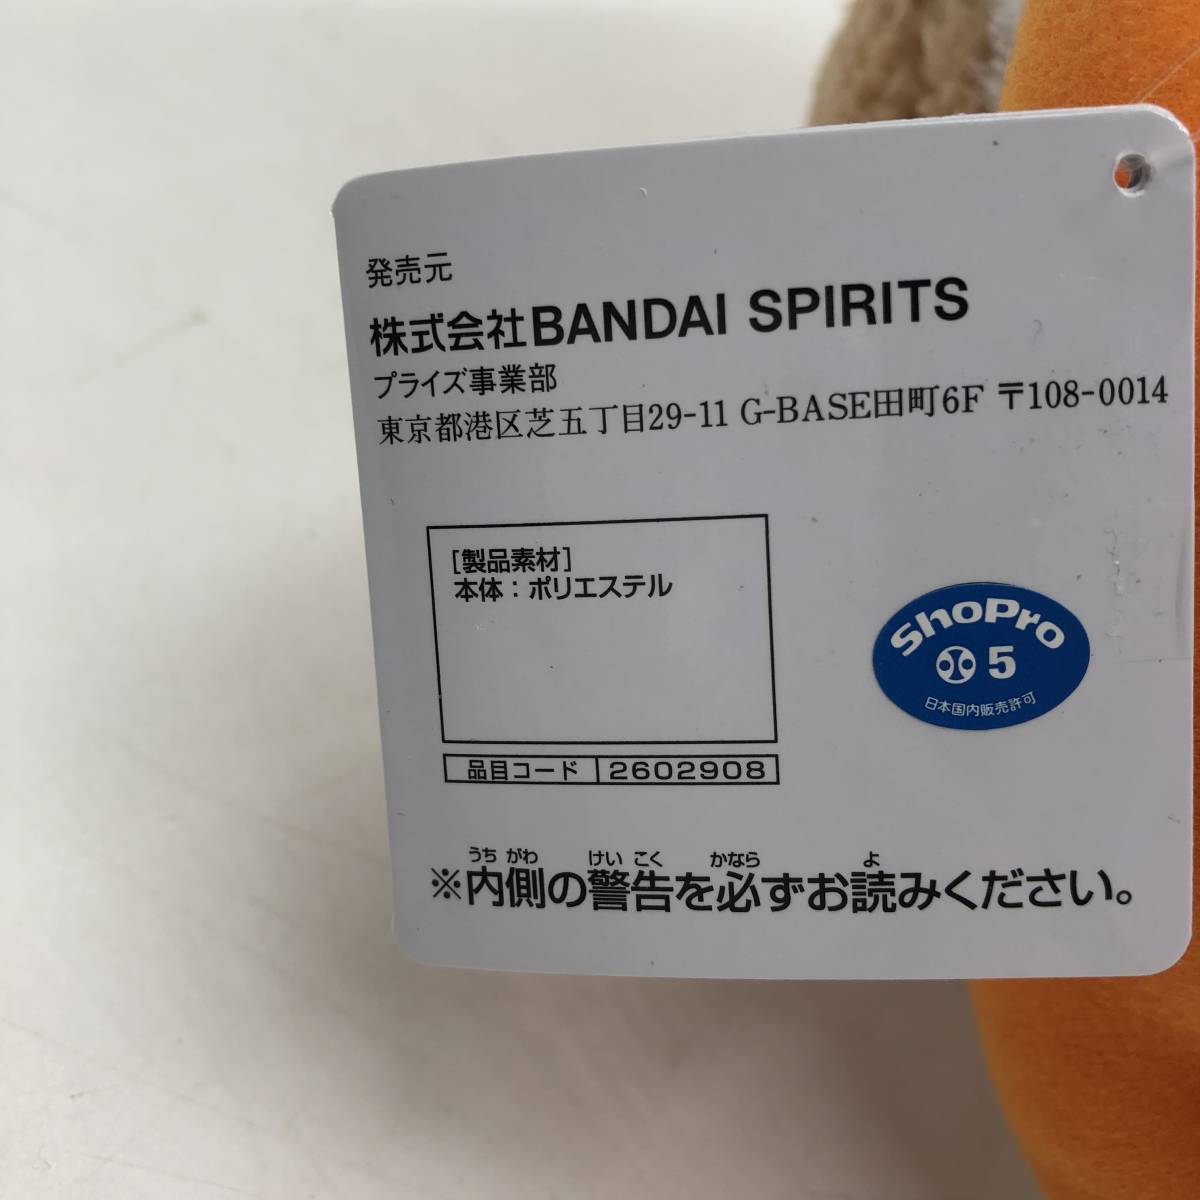 発売元
株式会社BANDAI SPIRITS
プライズ事業部
東京都港区芝五丁目29-11 G-BASE田町6F 〒108-0014
[製品素材]
本体：ポリエステル
ShoPro
5
日本国内販売許可
品目コード 2602908
うち がわ けい こく かなら よ
※内側の警告を必ずお読みください。